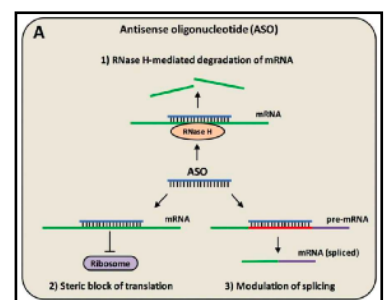 A
Antisense oligonucleotide (ASO)
1) RNase H-mediated degradation of mRNA
mRNA
RNase H
ASO
mRNA
pre-mRNA
Ribosome
mRNA (spliced)
2) Steric block of translation
3) Modulation of splicing